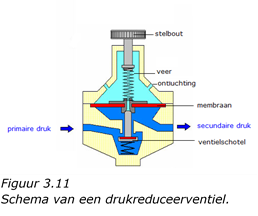 stelbout
veer
ontluchting
membraan
primaire druk
secundaire druk
ventielschotel
Figuur 3.11
Schema van een drukreduceerventiel.